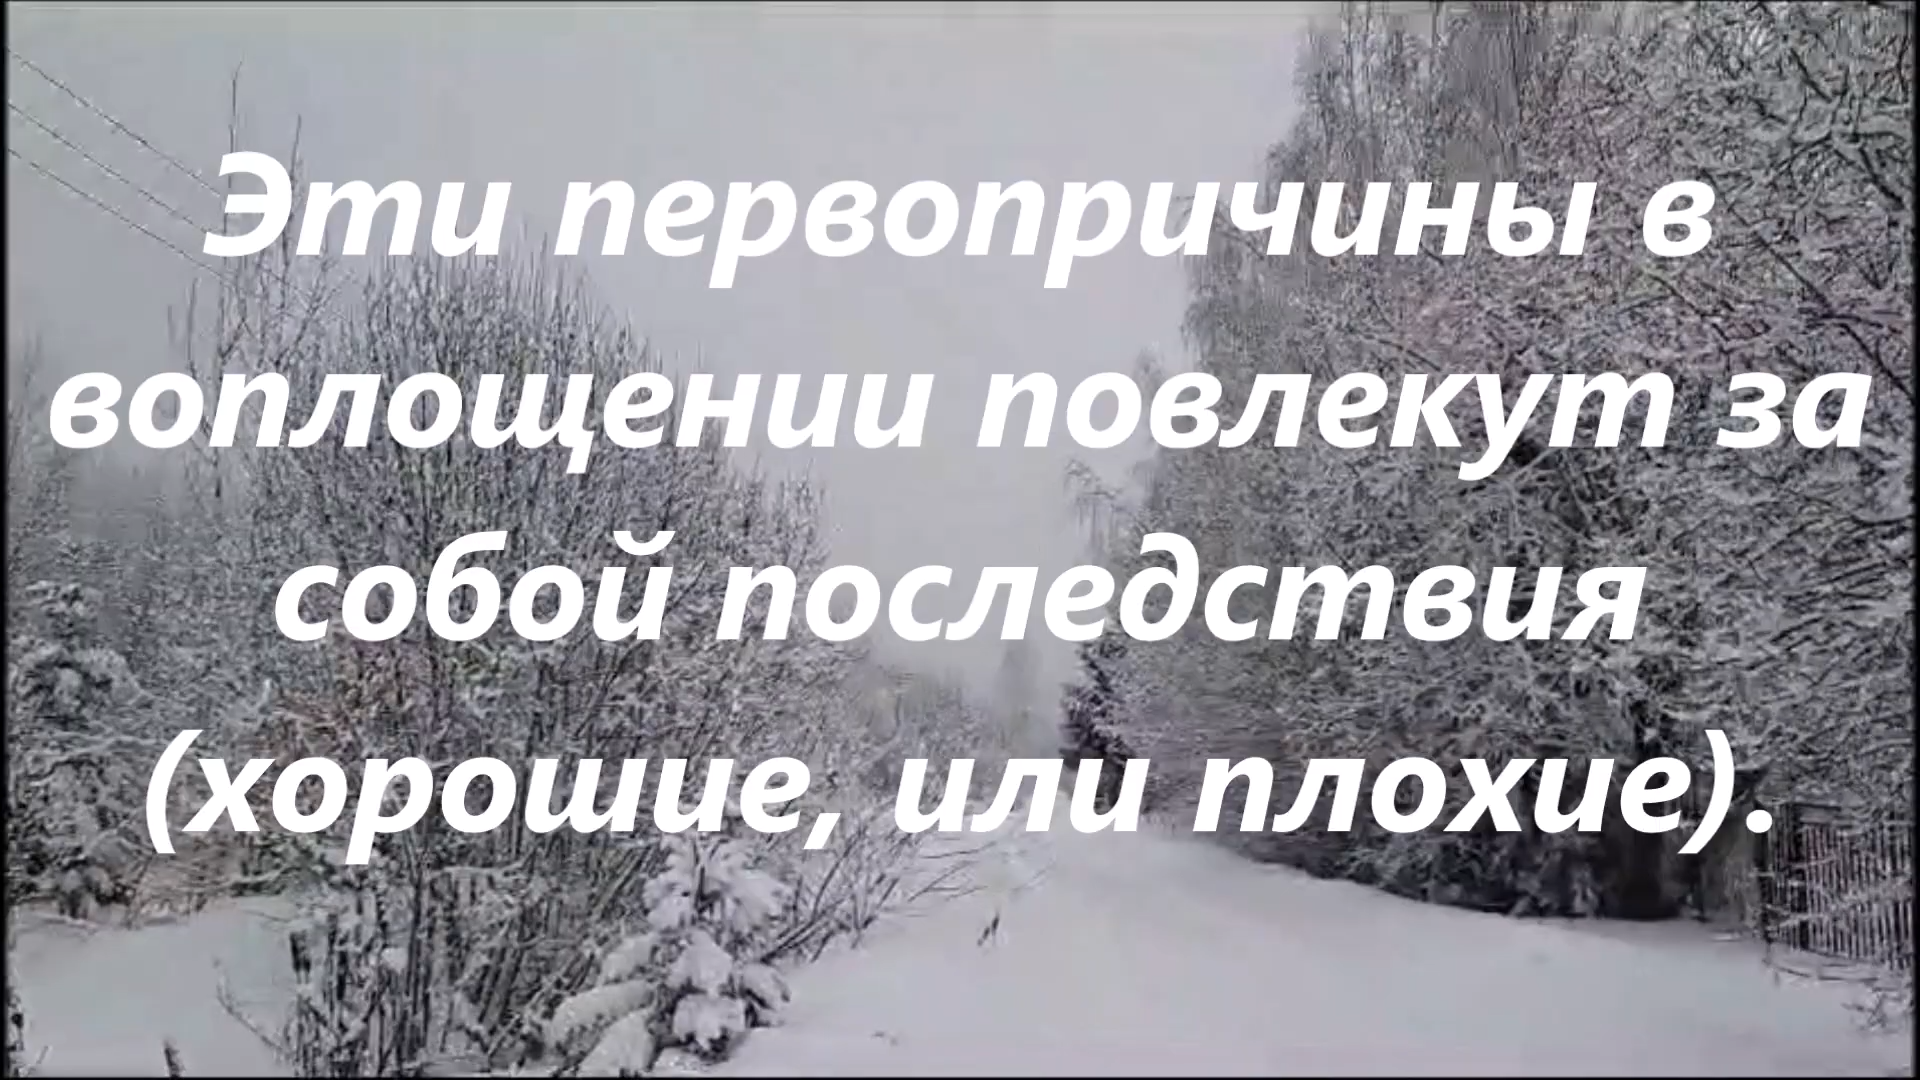 Эти первопричины в
воплощении повлекут за
собой последствия
(хорошие, или плохие).